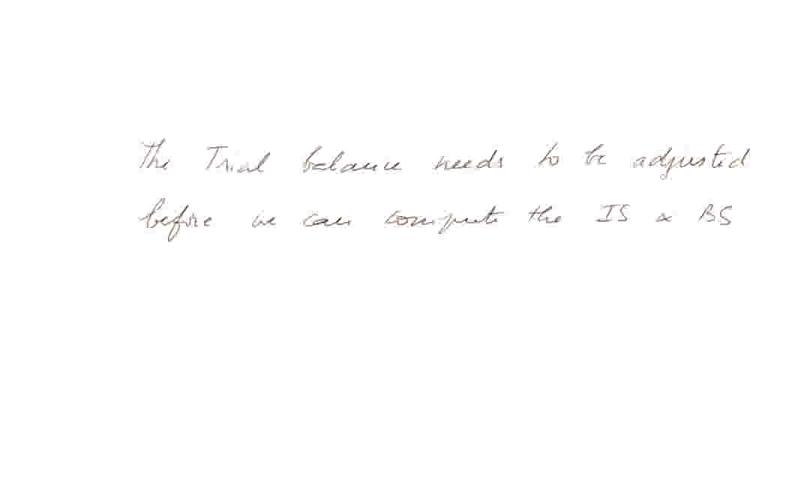 The Trial balance needs to be adjusted
before we can compute the IS & BS